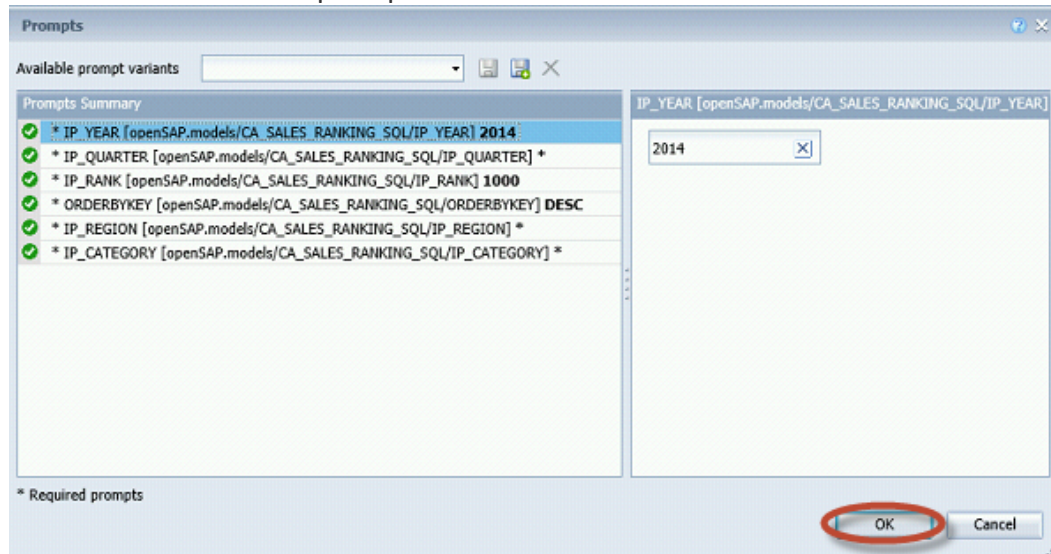 Prompts
Available prompt variants
Prompts Summary
* IP_YEAR [openSAP.models/CA_SALES_RANKING_SQL/IP_YEAR] 2014
* IP_QUARTER [openSAP.models/CA_SALES_RANKING_SQL/IP_QUARTER] *
* IP_RANK [openSAP.models/CA_SALES_RANKING_SQL/IP_RANK] 1000
* ORDERBYKEY [openSAP.models/CA_SALES_RANKING_SQL/ORDERBYKEY] DESC
* IP_REGION [openSAP.models/CA_SALES_RANKING_SQL/IP_REGION] *
* IP_CATEGORY [openSAP.models/CA_SALES_RANKING_SQL/IP_CATEGORY] *
IP_YEAR [openSAP.models/CA_SALES_RANKING_SQL/IP_YEAR]
2014
* Required prompts
OK
Cancel